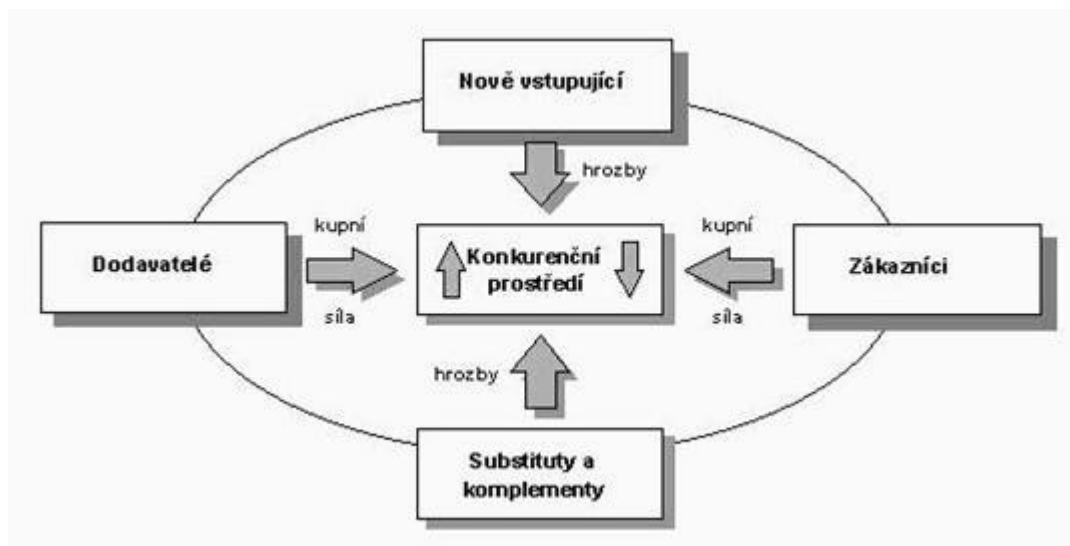 Nově vstupující
hrozby
kupní
Dodavatelé
síla
Konkurenční
prostředí
kupní
Zákazníci
síla
hrozby
Substituty a
komplementy